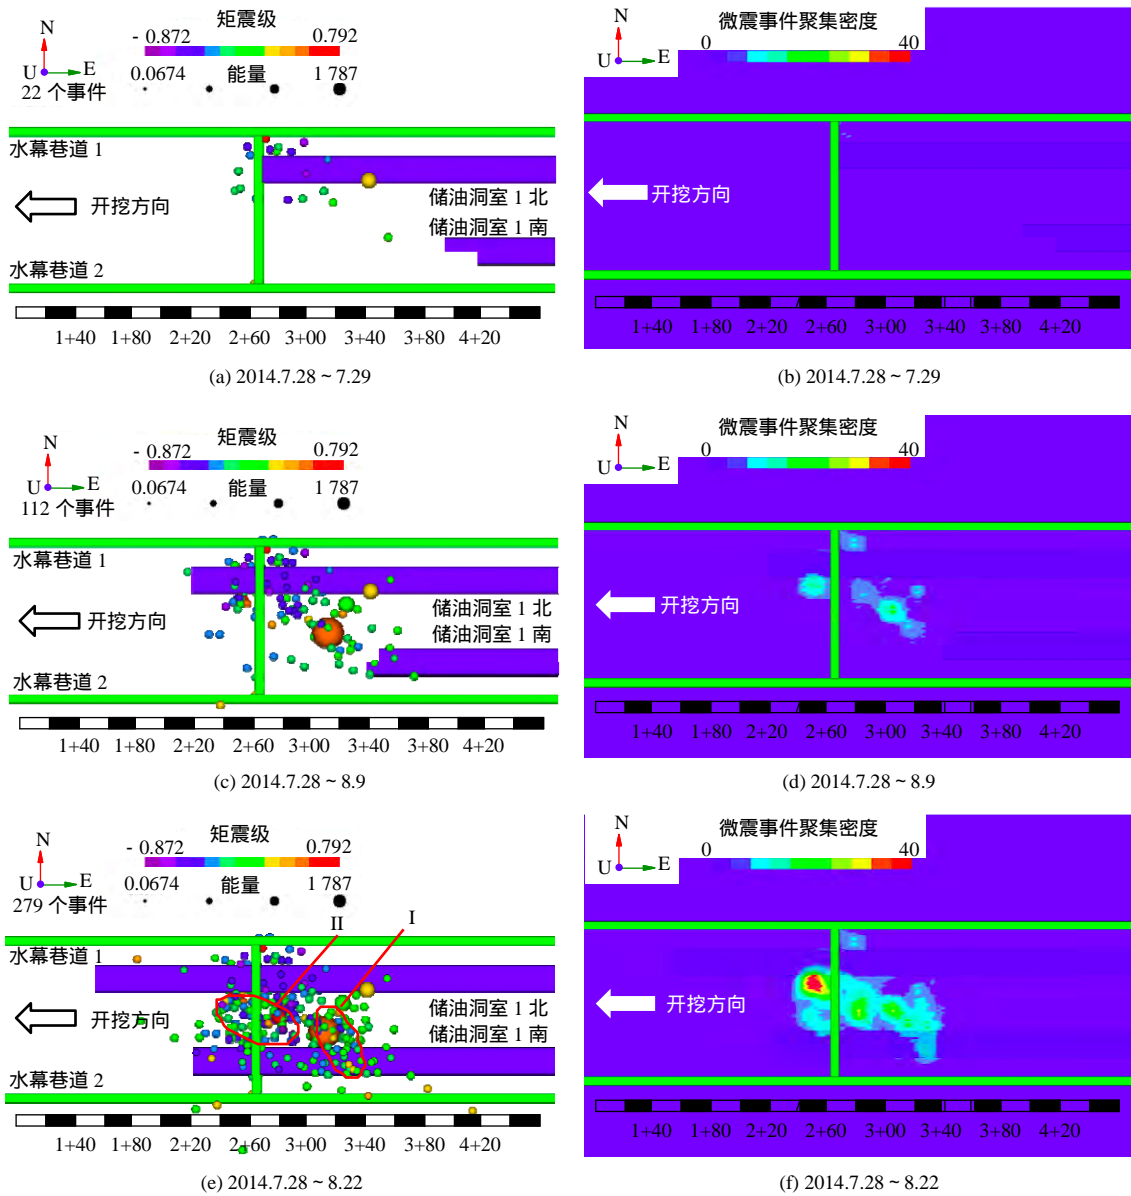 N
U
E
22 个事件
矩震级
- 0.872
0.792
0.0674
能量
1 787
水幕巷道 1
开挖方向
储油洞室 1 北
储油洞室 1 南
水幕巷道 2
1+40 1+80 2+20 2+60 3+00 3+40 3+80 4+20
(a) 2014.7.28 ~ 7.29
N
U
E
微震事件聚集密度
0
40
开挖方向
1+40 1+80 2+20 2+60 3+00 3+40 3+80 4+20
(b) 2014.7.28 ~ 7.29
N
U
E
112 个事件
矩震级
- 0.872
0.792
0.0674
能量
1 787
水幕巷道 1
开挖方向
储油洞室 1 北
储油洞室 1 南
水幕巷道 2
1+40 1+80 2+20 2+60 3+00 3+40 3+80 4+20
(c) 2014.7.28 ~ 8.9
N
U
E
微震事件聚集密度
0
40
开挖方向
1+40 1+80 2+20 2+60 3+00 3+40 3+80 4+20
(d) 2014.7.28 ~ 8.9
N
U
E
279 个事件
矩震级
- 0.872
0.792
0.0674
能量
1 787
II
I
水幕巷道 1
开挖方向
储油洞室 1 北
储油洞室 1 南
水幕巷道 2
1+40 1+80 2+20 2+60 3+00 3+40 3+80 4+20
(e) 2014.7.28 ~ 8.22
N
U
E
微震事件聚集密度
0
40
开挖方向
1+40 1+80 2+20 2+60 3+00 3+40 3+80 4+20
(f) 2014.7.28 ~ 8.22